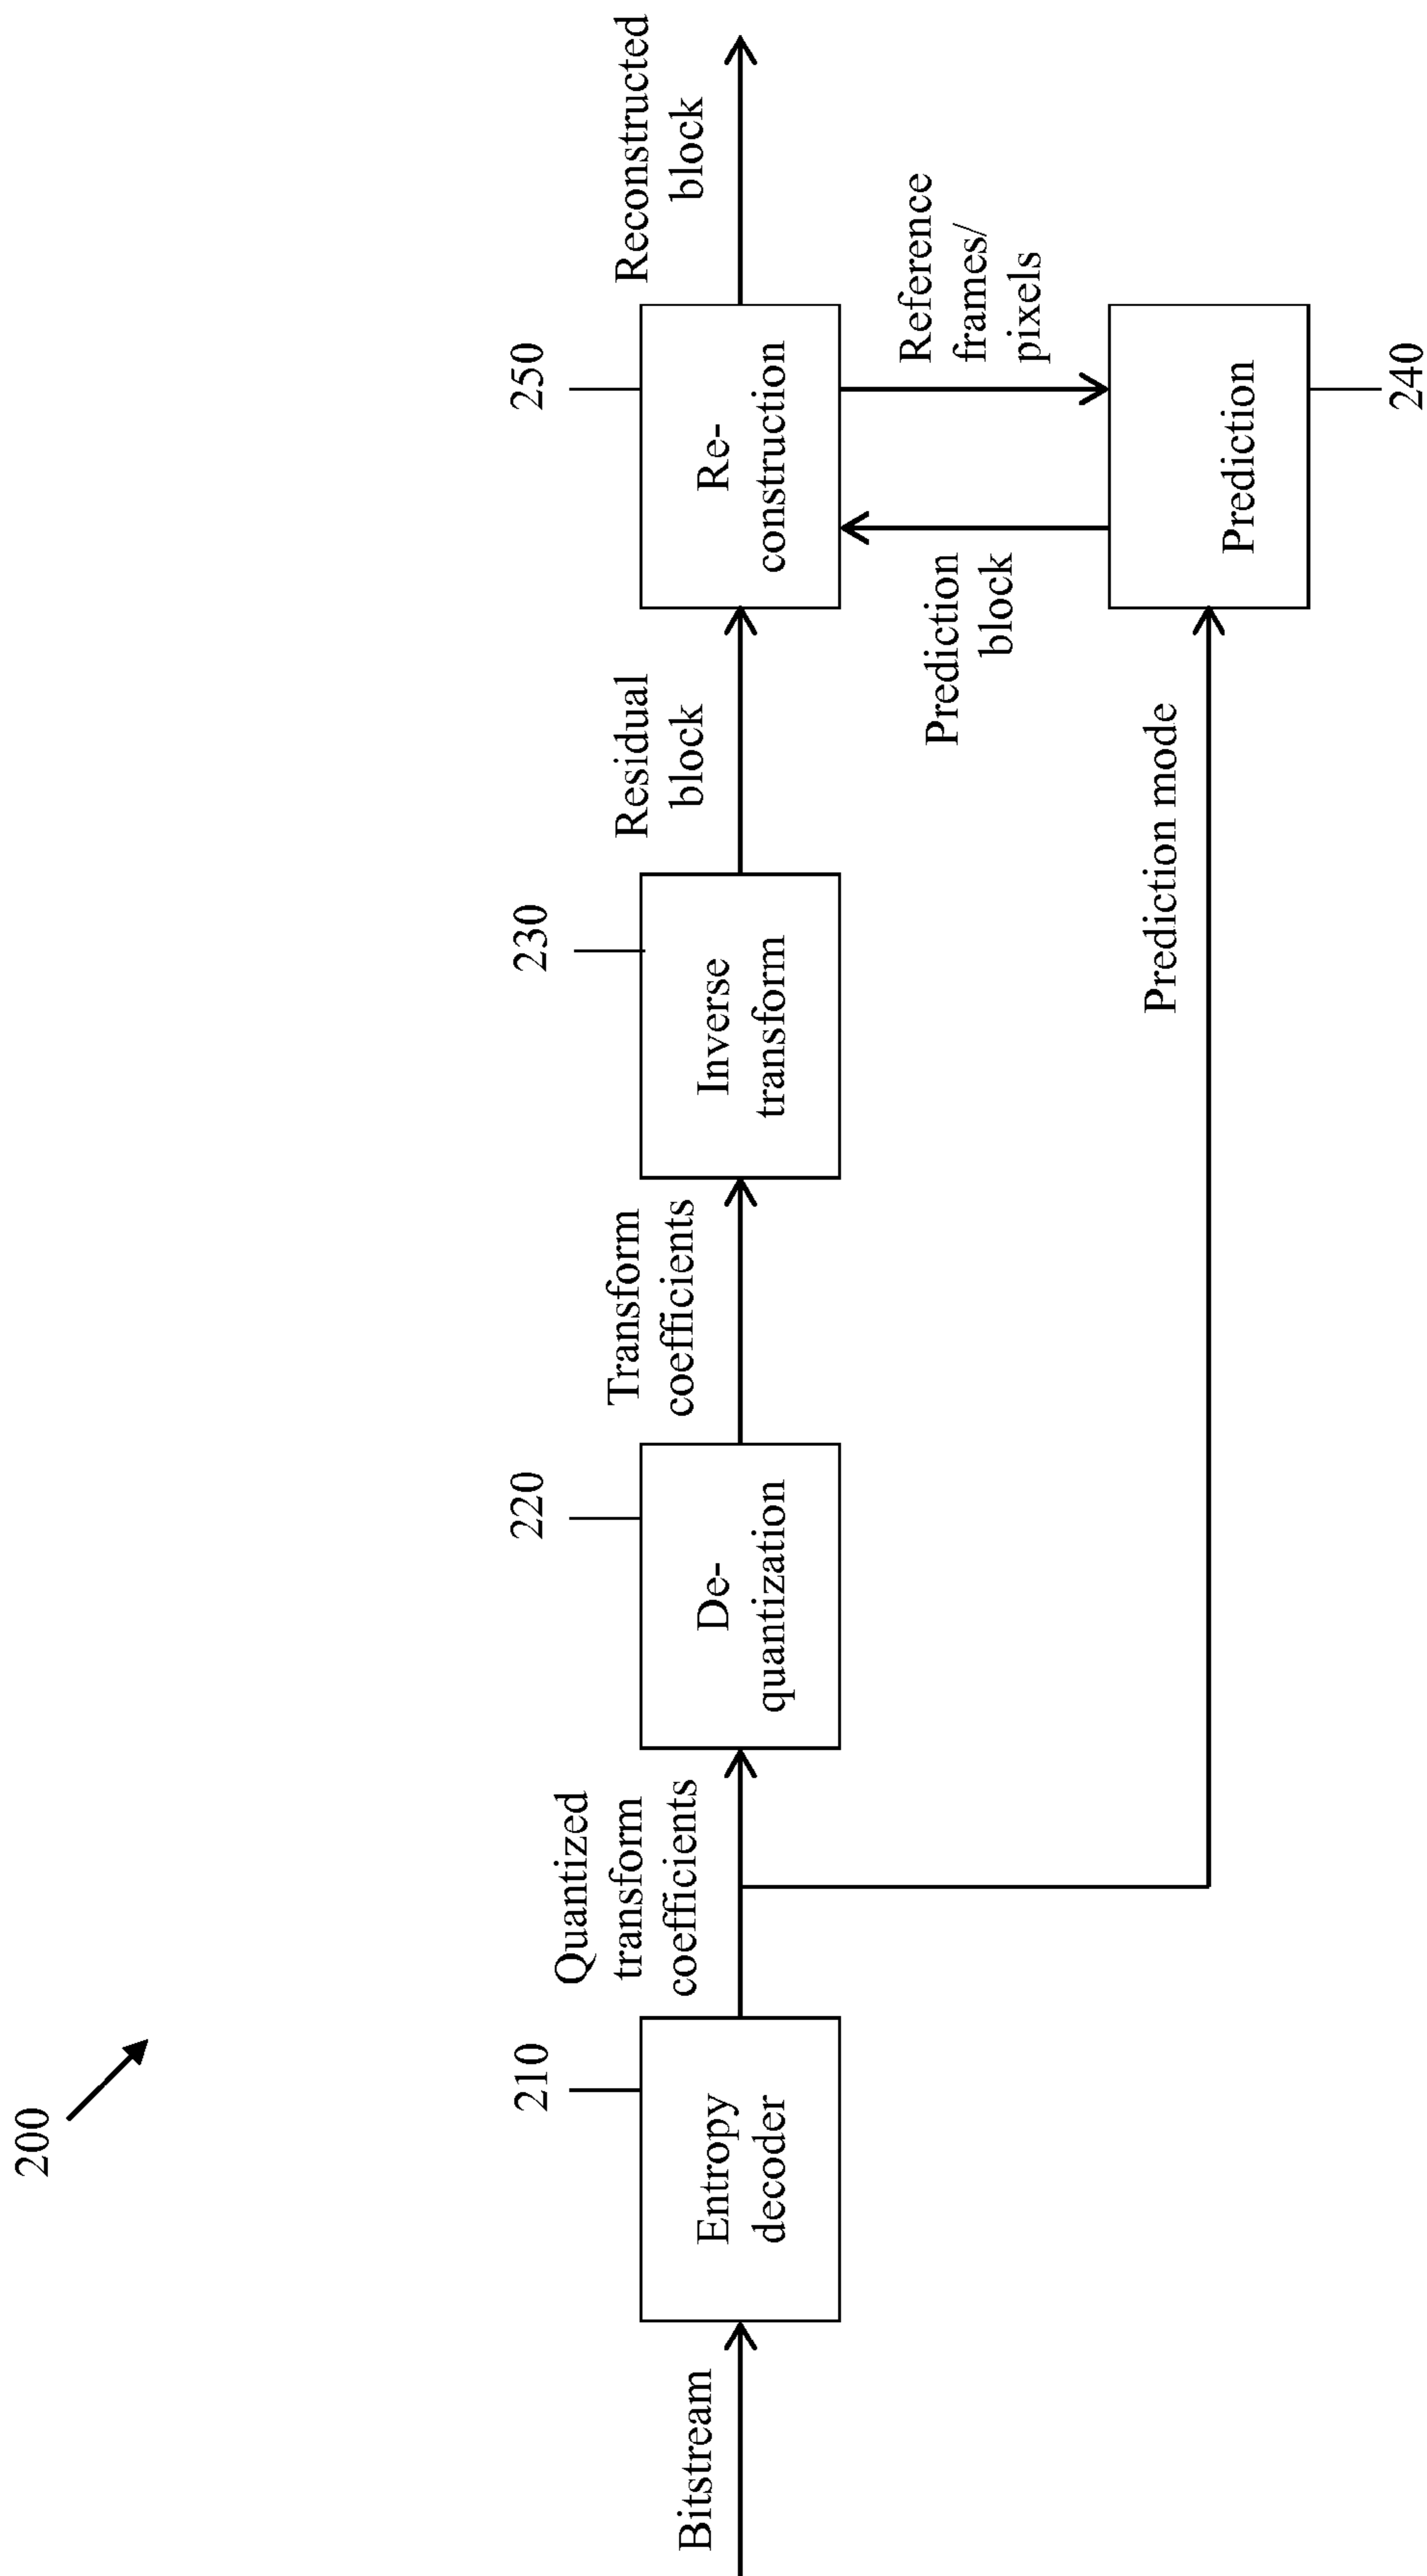 200
Bitstream
210
Entropy
decoder
Quantized
transform
coefficients
220
De-
quantization
Transform
coefficients
230
Inverse
transform
Residual
block
250
Re-
construction
Reconstructed
block
Prediction
block
Reference
frames/
pixels
Prediction mode
Prediction
240